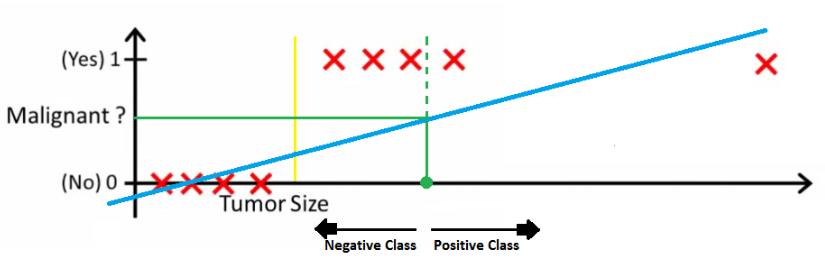 (Yes) 1
Malignant ?
(No) 0
Tumor Size
Negative Class Positive Class